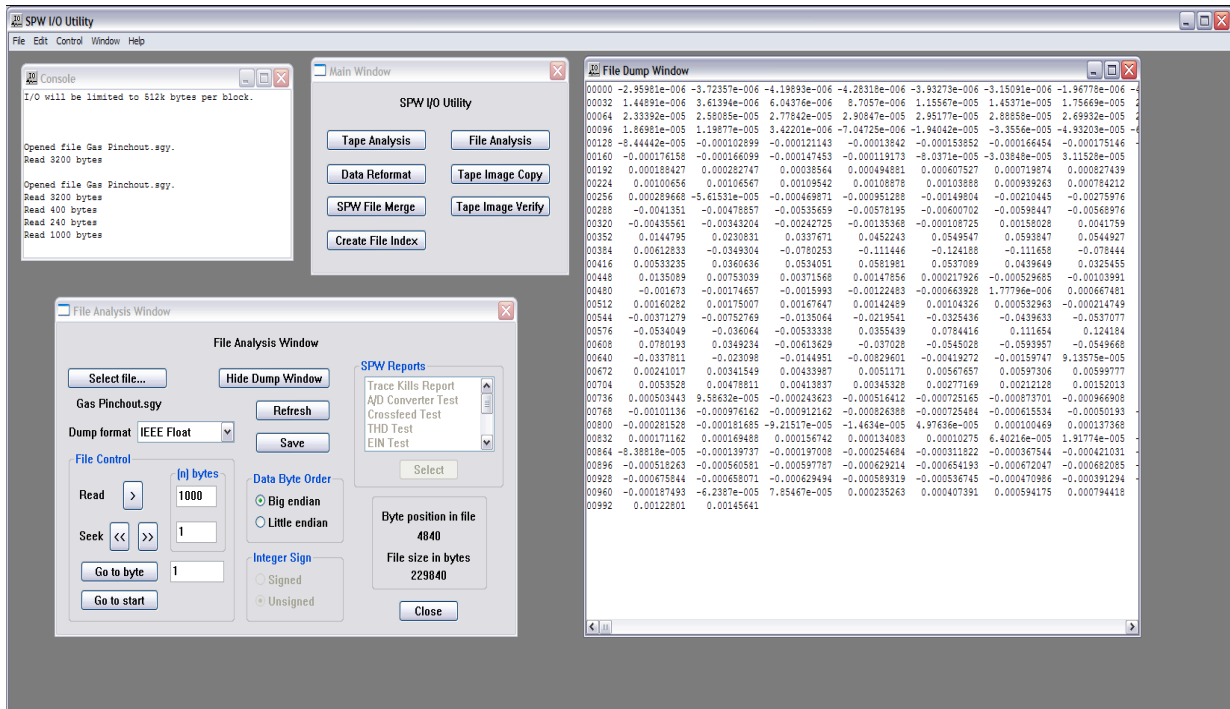 SPW I/O Utility
File Edit Control Window Help
Console
I/O will be limited to 512k bytes per block.
Opened file Gas Pinchout.sgy.
Read 3200 bytes
Opened file Gas Pinchout.sgy.
Read 3200 bytes
Read 400 bytes
Read 240 bytes
Read 1000 bytes
Main Window
SPW I/O Utility
Tape Analysis File Analysis
Data Reformat Tape Image Copy
SPW File Merge Tape Image Verify
Create File Index
File Analysis Window
File Analysis Window
Select file... Hide Dump Window
Gas Pinchout.sgy
Refresh
Dump format IEEE Float
Save
File Control
(n) bytes
Read > 1000
Seek << >> 1
Go to byte 1
Go to start
Data Byte Order
Big endian
Little endian
Integer Sign
Signed
Unsigned
SPW Reports
Trace Kills Report
A/D Converter Test
Crossfeed Test
THD Test
EIN Test
Select
Byte position in file
4840
File size in bytes
229840
Close
File Dump Window
00000 -2.95981e-006 -3.72357e-006 -4.19893e-006 -4.28318e-006 -3.93273e-006 -3.15091e-006 -1.96778e-006
00032 1.44891e-006 3.61394e-006 6.04376e-006 8.7057e-006 1.15567e-005 1.45371e-005 1.75669e-005
00064 2.33392e-005 2.58085e-005 2.77842e-005 2.90847e-005 2.95177e-005 2.88858e-005 2.69932e-005
00096 1.86981e-005 1.19877e-005 3.42201e-006 -7.04725e-006 -1.94042e-005 -3.3556e-005 -4.93203e-005
00128 -8.44442e-005 -0.000102899 -0.000121143 -0.00013842 -0.000153852 -0.000166454 -0.000175146
00160 -0.000176158 -0.000166099 -0.000147453 -0.000119173 -8.0371e-005 -3.03848e-005 3.11528e-005
00192 0.000188427 0.000282747 0.00038564 0.000494881 0.000607527 0.000719874 0.000827439
00224 0.00100656 0.00106567 0.00109542 0.00108878 0.00103888 0.000939263 0.000784212
00256 0.000289668 -5.61531e-005 -0.000469871 -0.000951288 -0.00149804 -0.00210445 -0.00275976
00288 -0.0041351 -0.00478857 -0.00535659 -0.00578195 -0.00600702 -0.00598447 -0.00568976
00320 -0.00435561 -0.00343204 -0.00242725 -0.00135368 -0.000108725 0.00158028 0.0041759
00352 0.0144795 0.0230831 0.0337671 0.0452243 0.0549547 0.0593847 0.0544927
00384 0.00612833 -0.0349304 -0.0780253 -0.111446 -0.124188 -0.111658 -0.078444
00416 0.00533235 0.0360636 0.0534051 0.0581981 0.0537089 0.0439649 0.0325455
00448 0.0135089 0.00753039 0.00371568 0.00147856 0.000217926 -0.000529685 -0.00103991
00480 -0.001673 -0.00174657 -0.0015993 -0.00122483 -0.000663928 1.77796e-006 0.000667481
00512 0.00160282 0.00175007 0.00167647 0.00142489 0.00104326 0.000532963 -0.000214749
00544 -0.00371279 -0.00752769 -0.0135064 -0.0219541 -0.0325436 -0.0439633 -0.0537077
00576 -0.0534049 -0.036064 -0.00533338 0.0355439 0.0784416 0.111654 0.124184
00608 0.0780193 0.0349234 -0.00613629 -0.037028 -0.0545028 -0.0593957 -0.0549668
00640 -0.0337811 -0.023098 -0.0144951 -0.00829601 -0.00419272 -0.00159747 9.13575e-005
00672 0.00241017 0.00341549 0.00433987 0.0051171 0.00567657 0.00597306 0.00599777
00704 0.0053528 0.00478811 0.00413837 0.00345328 0.00277169 0.00212128 0.00152013
00736 0.000503443 9.58632e-005 -0.000243623 -0.000516412 -0.000725165 -0.000873701 -0.000966908
00768 -0.00101136 -0.000976162 -0.000912162 -0.000826388 -0.000725484 -0.000615534 -0.00050193
00800 -0.000281528 -0.000181685 -9.21517e-005 -1.4634e-005 4.97636e-005 0.000100469 0.000137368
00832 0.000171162 0.000169488 0.000156742 0.000134083 0.00010275 6.40216e-005 1.91774e-005
00864 -8.38818e-005 -0.000139737 -0.000197008 -0.000254684 -0.000311822 -0.000367544 -0.000421031
00896 -0.000518263 -0.000560581 -0.000597787 -0.000629214 -0.000654193 -0.000672047 -0.000682085
00928 -0.000675844 -0.000658071 -0.000629494 -0.000589319 -0.000536745 -0.000470986 -0.000391294
00960 -0.000187493 -6.2387e-005 7.85467e-005 0.000235263 0.000407391 0.000594175 0.000794418
00992 0.00122801 0.00145641